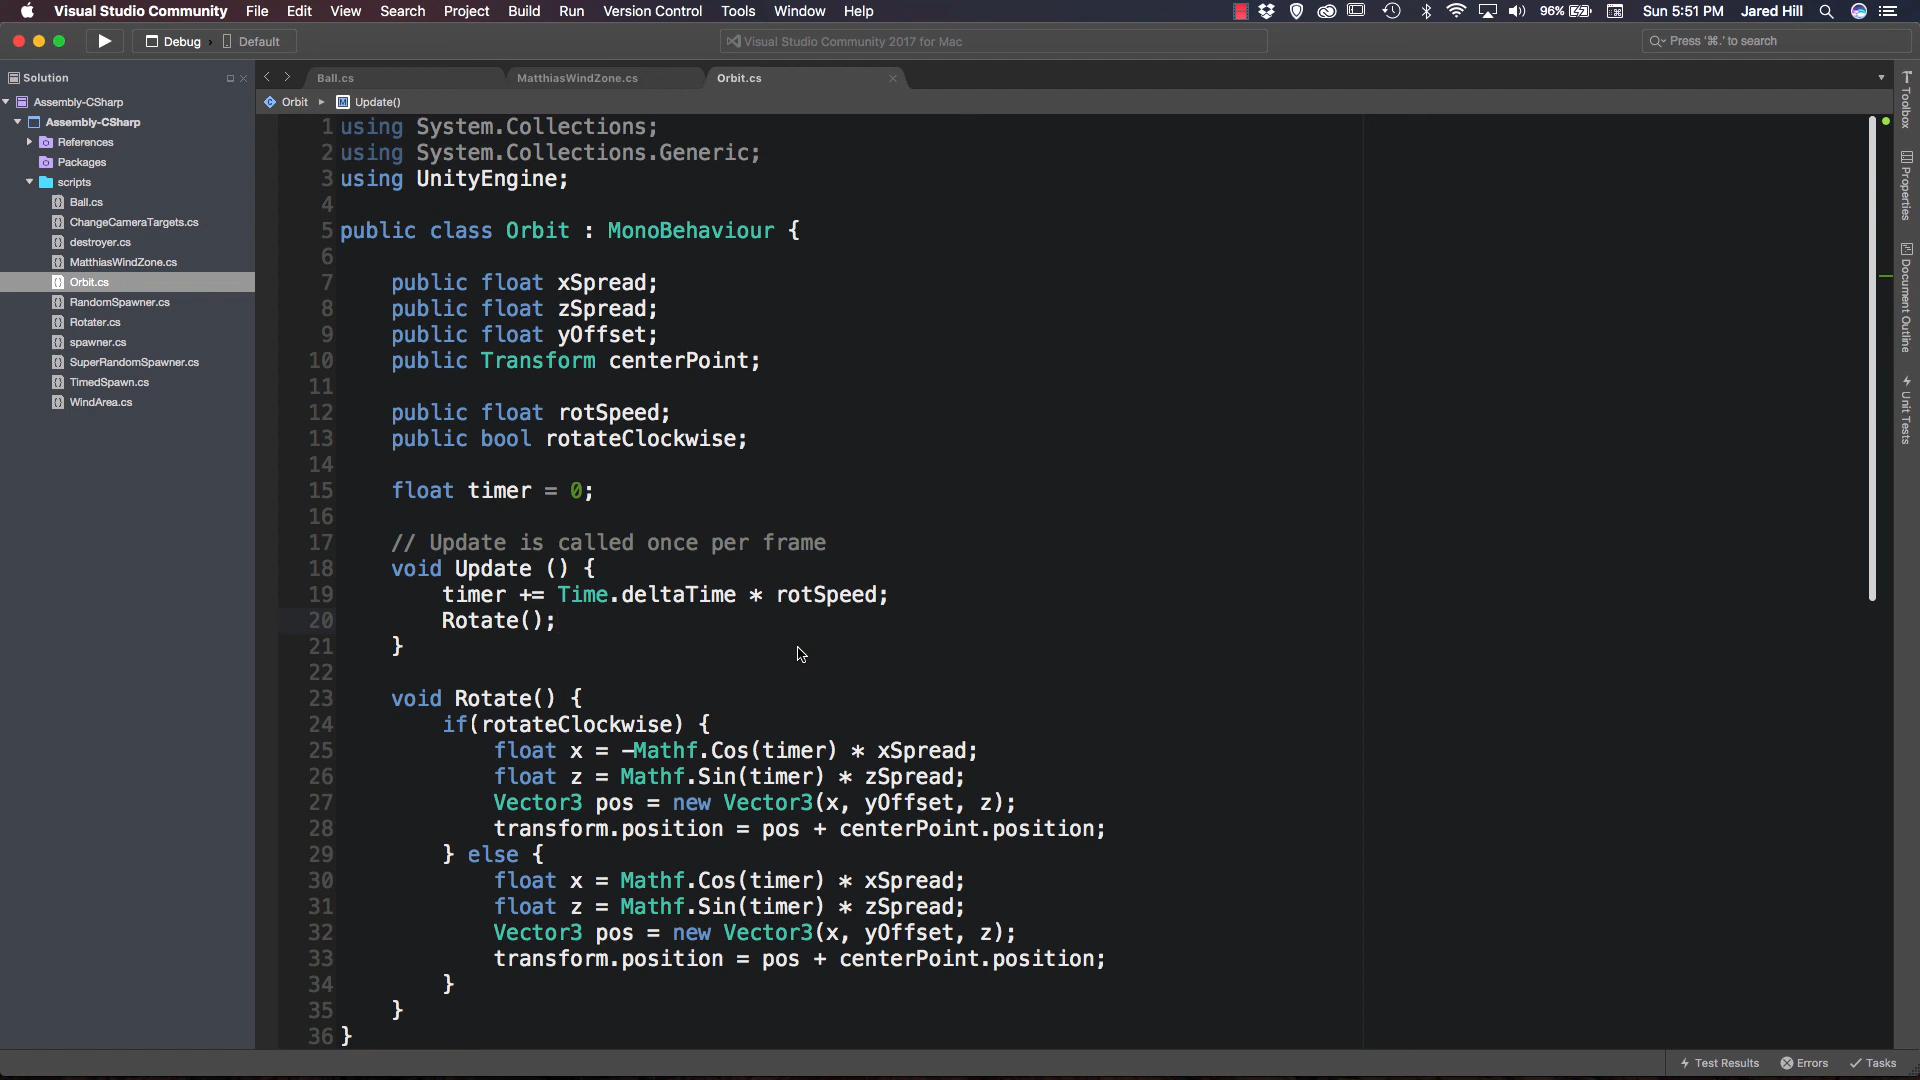 Visual Studio Community File Edit View Search Project Build Run Version Control Tools Window Help 96% Sun 5:51 PM Jared Hill
Debug › Default Visual Studio Community 2017 for Mac Press '⌘.' to search
Solution
Assembly-CSharp
Assembly-CSharp
References
Packages
scripts
Ball.cs
ChangeCameraTargets.cs
destroyer.cs
MatthiasWindZone.cs
Orbit.cs
RandomSpawner.cs
Rotater.cs
spawner.cs
SuperRandomSpawner.cs
TimedSpawn.cs
WindArea.cs
Ball.cs MatthiasWindZone.cs Orbit.cs
Orbit Update()
1 using System.Collections;
2 using System.Collections.Generic;
3 using UnityEngine;
4
5 public class Orbit : MonoBehaviour {
6
7 public float xSpread;
8 public float zSpread;
9 public float yOffset;
10 public Transform centerPoint;
11
12 public float rotSpeed;
13 public bool rotateClockwise;
14
15 float timer = 0;
16
17 // Update is called once per frame
18 void Update () {
19 timer += Time.deltaTime * rotSpeed;
20 Rotate();
21 }
22
23 void Rotate() {
24 if(rotateClockwise) {
25 float x = -Mathf.Cos(timer) * xSpread;
26 float z = Mathf.Sin(timer) * zSpread;
27 Vector3 pos = new Vector3(x, yOffset, z);
28 transform.position = pos + centerPoint.position;
29 } else {
30 float x = Mathf.Cos(timer) * xSpread;
31 float z = Mathf.Sin(timer) * zSpread;
32 Vector3 pos = new Vector3(x, yOffset, z);
33 transform.position = pos + centerPoint.position;
34 }
35 }
36 }
Toolbox
Properties
Document Outline
Unit Tests
Test Results Errors Tasks